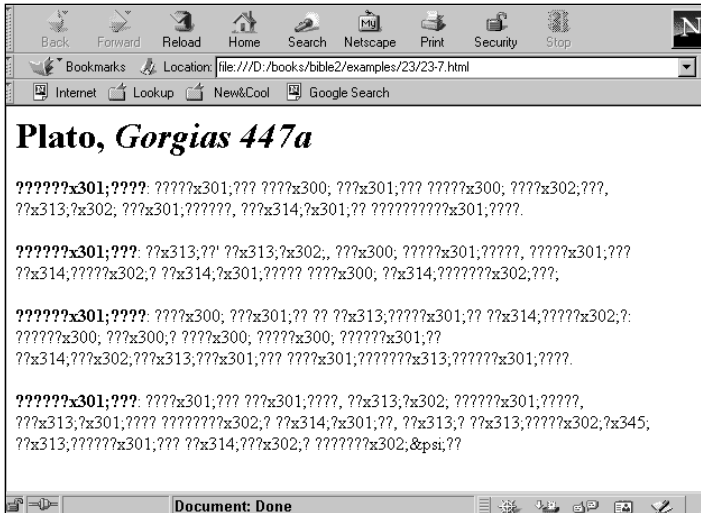 Back Forward Reload Home Search Netscape Print Security Stop
My
N
Bookmarks Location: file:///D:/books/bible2/examples/23/23-7.html
Internet Lookup New&Cool Google Search
Plato, Gorgias 447a
??????x301;????: ?????x301;??? ????x300; ???x301;??? ?????x300; ????x302;???,
??x313;?x302; ???x301;??????, ???x314;?x301;?? ??????????x301;????.
??????x301;???: ??x313;??' ??x313;?x302;,, ???x300; ?????x301;?????, ?????x301;???
??x314;?????x302;? ??x314;?x301;????? ????x300; ??x314;???????x302;???;
??????x301;????: ????x300; ???x301;?? ?? ??x313;?????x301;?? ??x314;?????x302;?:
??????x300; ???x300;? ????x300; ?????x300; ??????x301;??
??x314;???x302;???x313;???x301;??? ????x301;???????x313;??????x301;????.
??????x301;???: ????x301;??? ???x301;????, ??x313;?x302; ??????x301;?????,
???x313;?x301;???? ????????x302;? ??x314;?x301;??, ??x313;? ??x313;?????x302;?x345;
??x313;??????x301;??? ??x314;???x302;? ???????x302;&psi;??
Document: Done